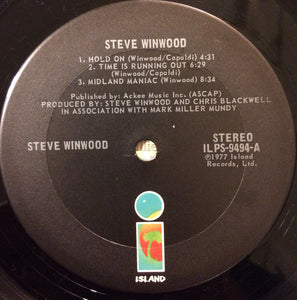 STEVE WINWOOD
1. HOLD ON (Winwood/Capaldi) 4:31
2. TIME IS RUNNING OUT 6:29
(Winwood/Capaldi)
3. MIDLAND MANIAC (Winwood) 8:34
Published by: Ackee Music Inc. (ASCAP)
PRODUCED BY: STEVE WINWOOD AND CHRIS BLACKWELL
IN ASSOCIATION WITH MARK MILLER MUNDY
STEVE WINWOOD
STEREO
ILPS-9494-A
℗1977 Island
Records, Ltd.
ISLAND